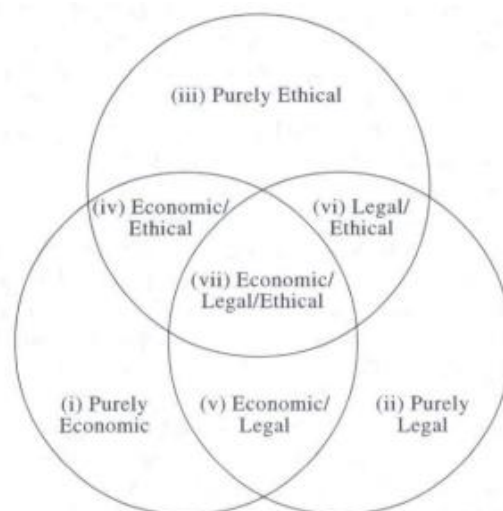 (iii) Purely Ethical
(iv) Economic/
Ethical
(vi) Legal/
Ethical
(vii) Economic/
Legal/Ethical
(i) Purely
Economic
(v) Economic/
Legal
(ii) Purely
Legal